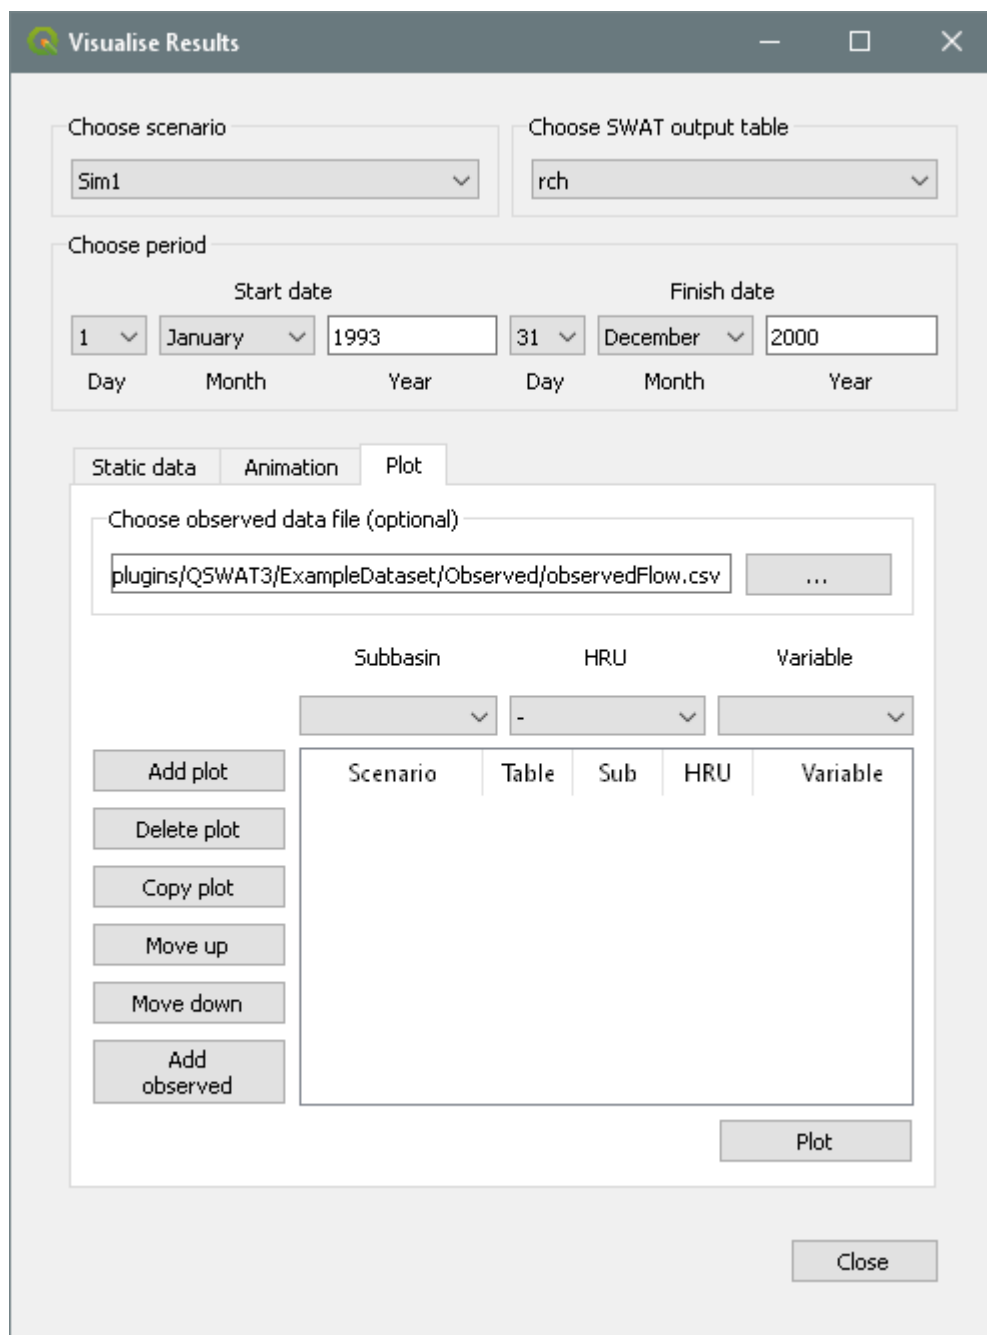 Visualise Results
Choose scenario
Choose SWAT output table
Sim1
rch
Choose period
Start date
Finish date
1 January 1993 31 December 2000
Day Month Year Day Month Year
Static data Animation Plot
Choose observed data file (optional)
plugins/QSWAT3/ExampleDataset/Observed/observedFlow.csv ...
Subbasin HRU Variable
-
Add plot
Scenario Table Sub HRU Variable
Delete plot
Copy plot
Move up
Move down
Add
observed
Plot
Close